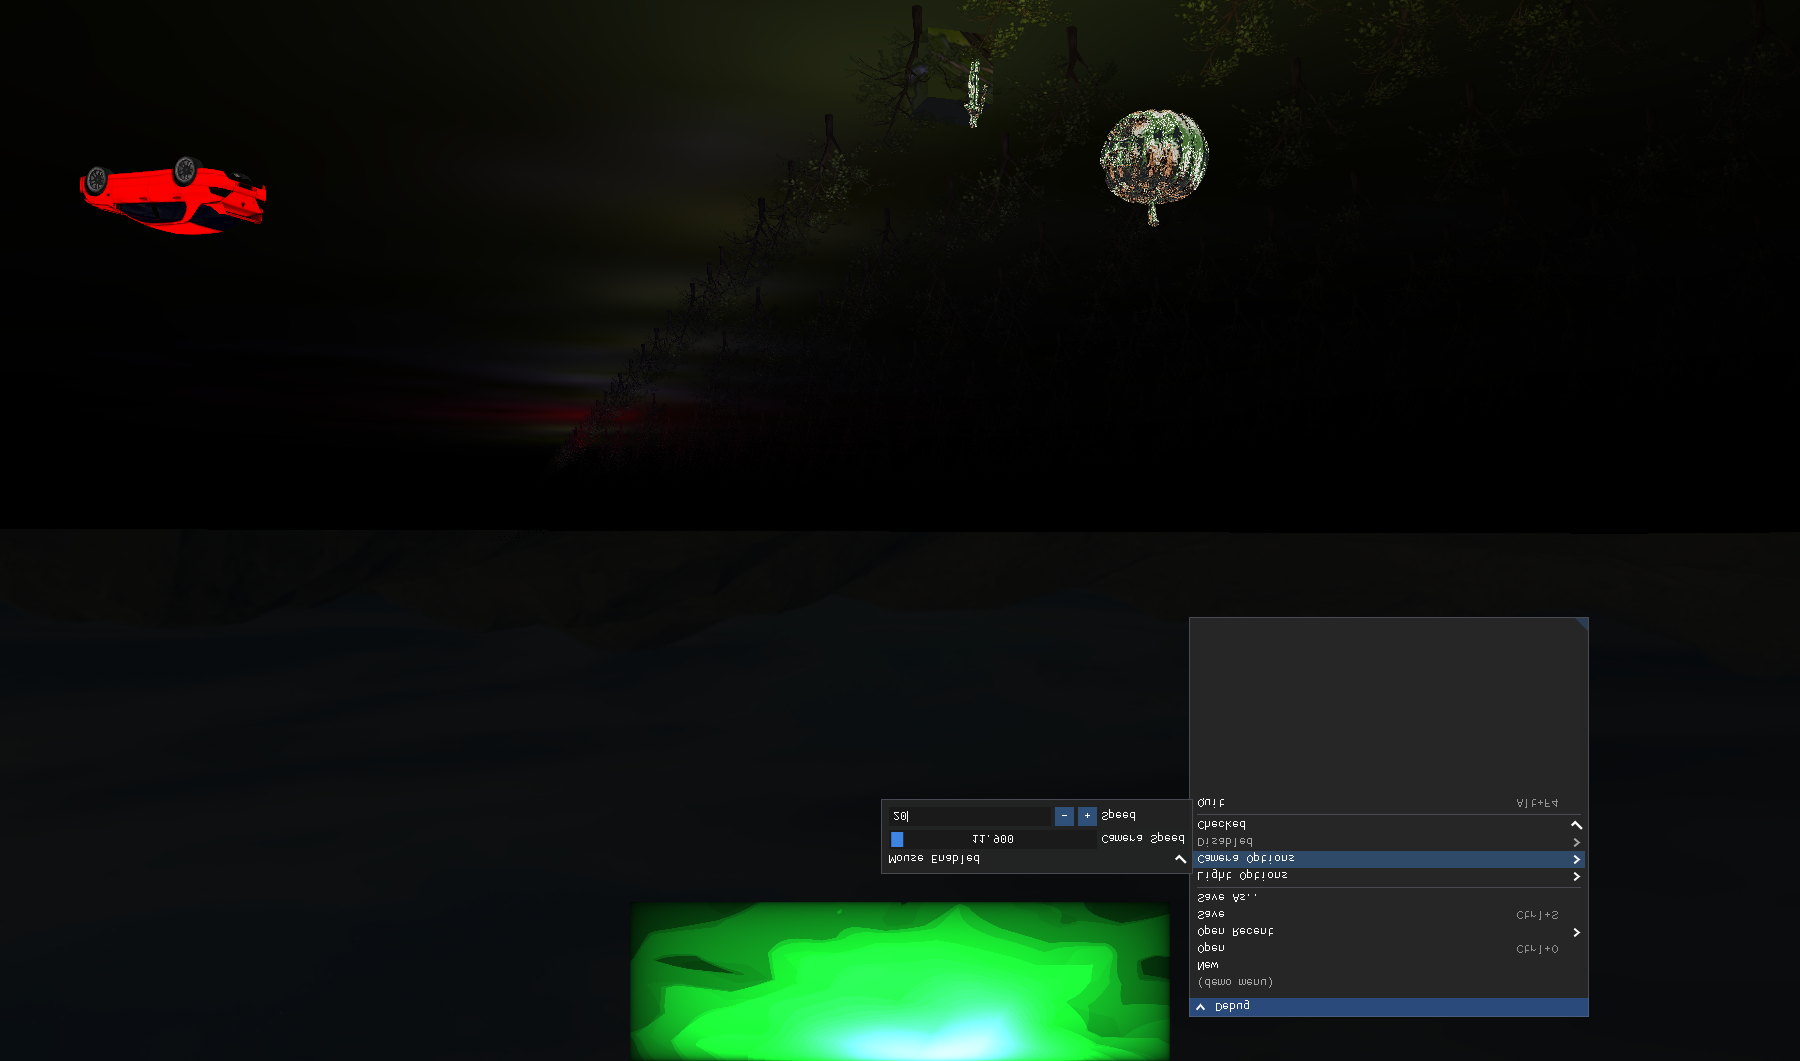 Debug
(demo menu)
New
Open Ctrl+O
Open Recent
Save Ctrl+S
Save As..
Light Options
Camera Options
Disabled
Checked
Quit Alt+F4
Mouse Enabled
11.900 Camera Speed
20 - + Speed